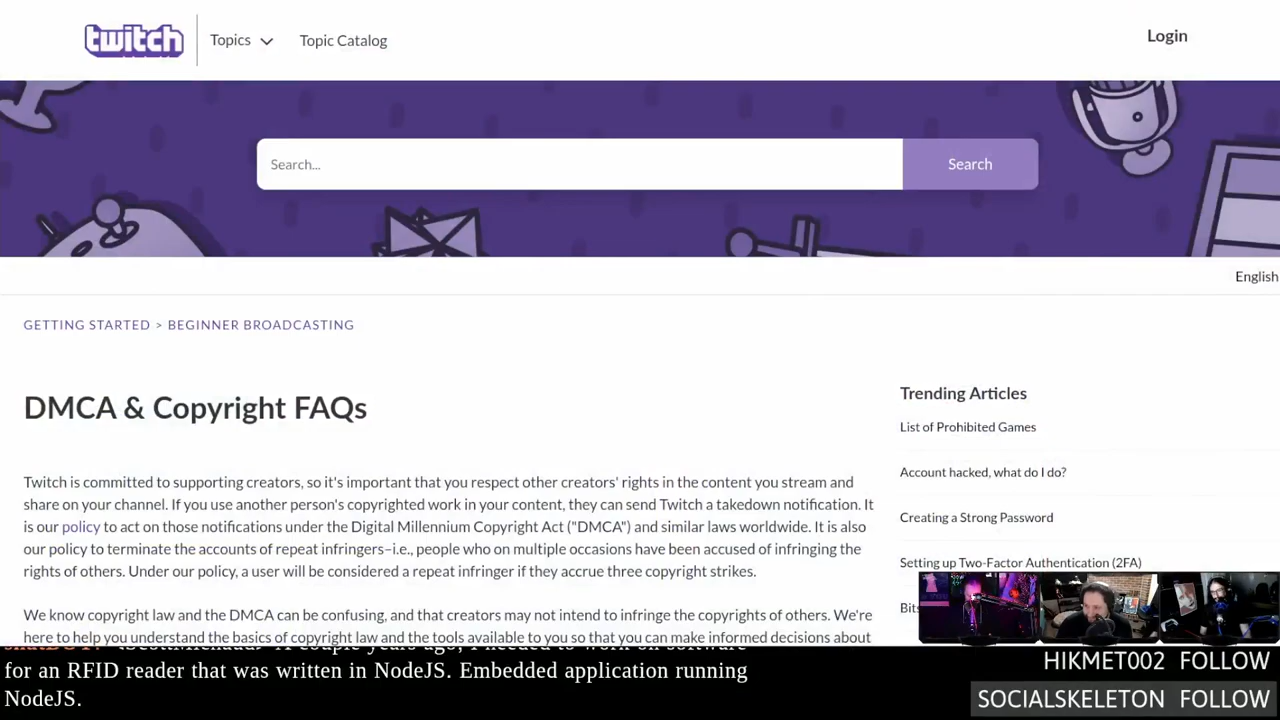 twitch
Topics
Topic Catalog
Login
Search...
Search
English
GETTING STARTED > BEGINNER BROADCASTING
DMCA & Copyright FAQs
Twitch is committed to supporting creators, so it's important that you respect other creators' rights in the content you stream and
share on your channel. If you use another person's copyrighted work in your content, they can send Twitch a takedown notification. It
is our policy to act on those notifications under the Digital Millennium Copyright Act ("DMCA") and similar laws worldwide. It is also
our policy to terminate the accounts of repeat infringers–i.e., people who on multiple occasions have been accused of infringing the
rights of others. Under our policy, a user will be considered a repeat infringer if they accrue three copyright strikes.
We know copyright law and the DMCA can be confusing, and that creators may not intend to infringe the copyrights of others. We're
here to help you understand the basics of copyright law and the tools available to you so that you can make informed decisions about
Trending Articles
List of Prohibited Games
Account hacked, what do I do?
Creating a Strong Password
Setting up Two-Factor Authentication (2FA)
Bits
A couple years ago, I needed to work on software
for an RFID reader that was written in NodeJS. Embedded application running
NodeJS.
HIKMET002 FOLLOW
SOCIALSKELETON FOLLOW